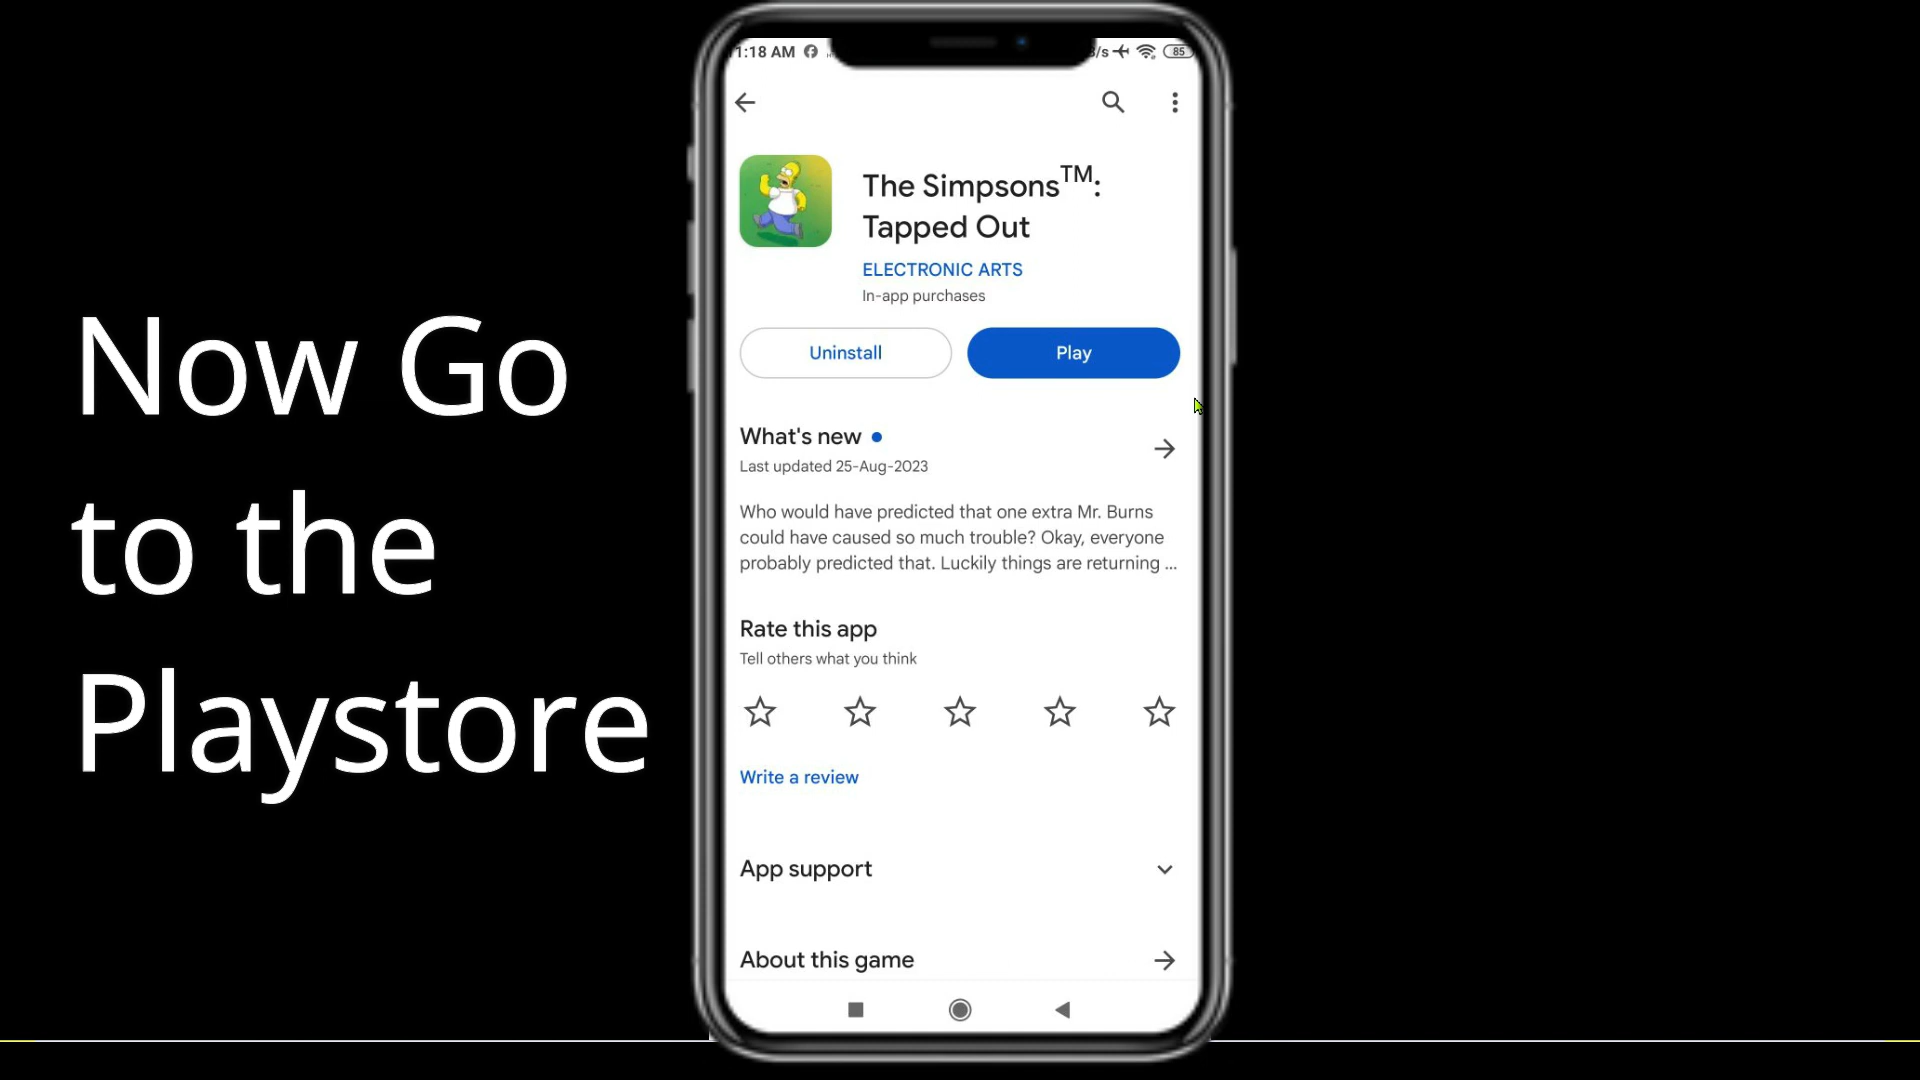 Now Go
to the
Playstore
1:18 AM
/s
85
The Simpsons™:
Tapped Out
ELECTRONIC ARTS
In-app purchases
Uninstall
Play
What's new
Last updated 25-Aug-2023
Who would have predicted that one extra Mr. Burns
could have caused so much trouble? Okay, everyone
probably predicted that. Luckily things are returning ...
Rate this app
Tell others what you think
Write a review
App support
About this game